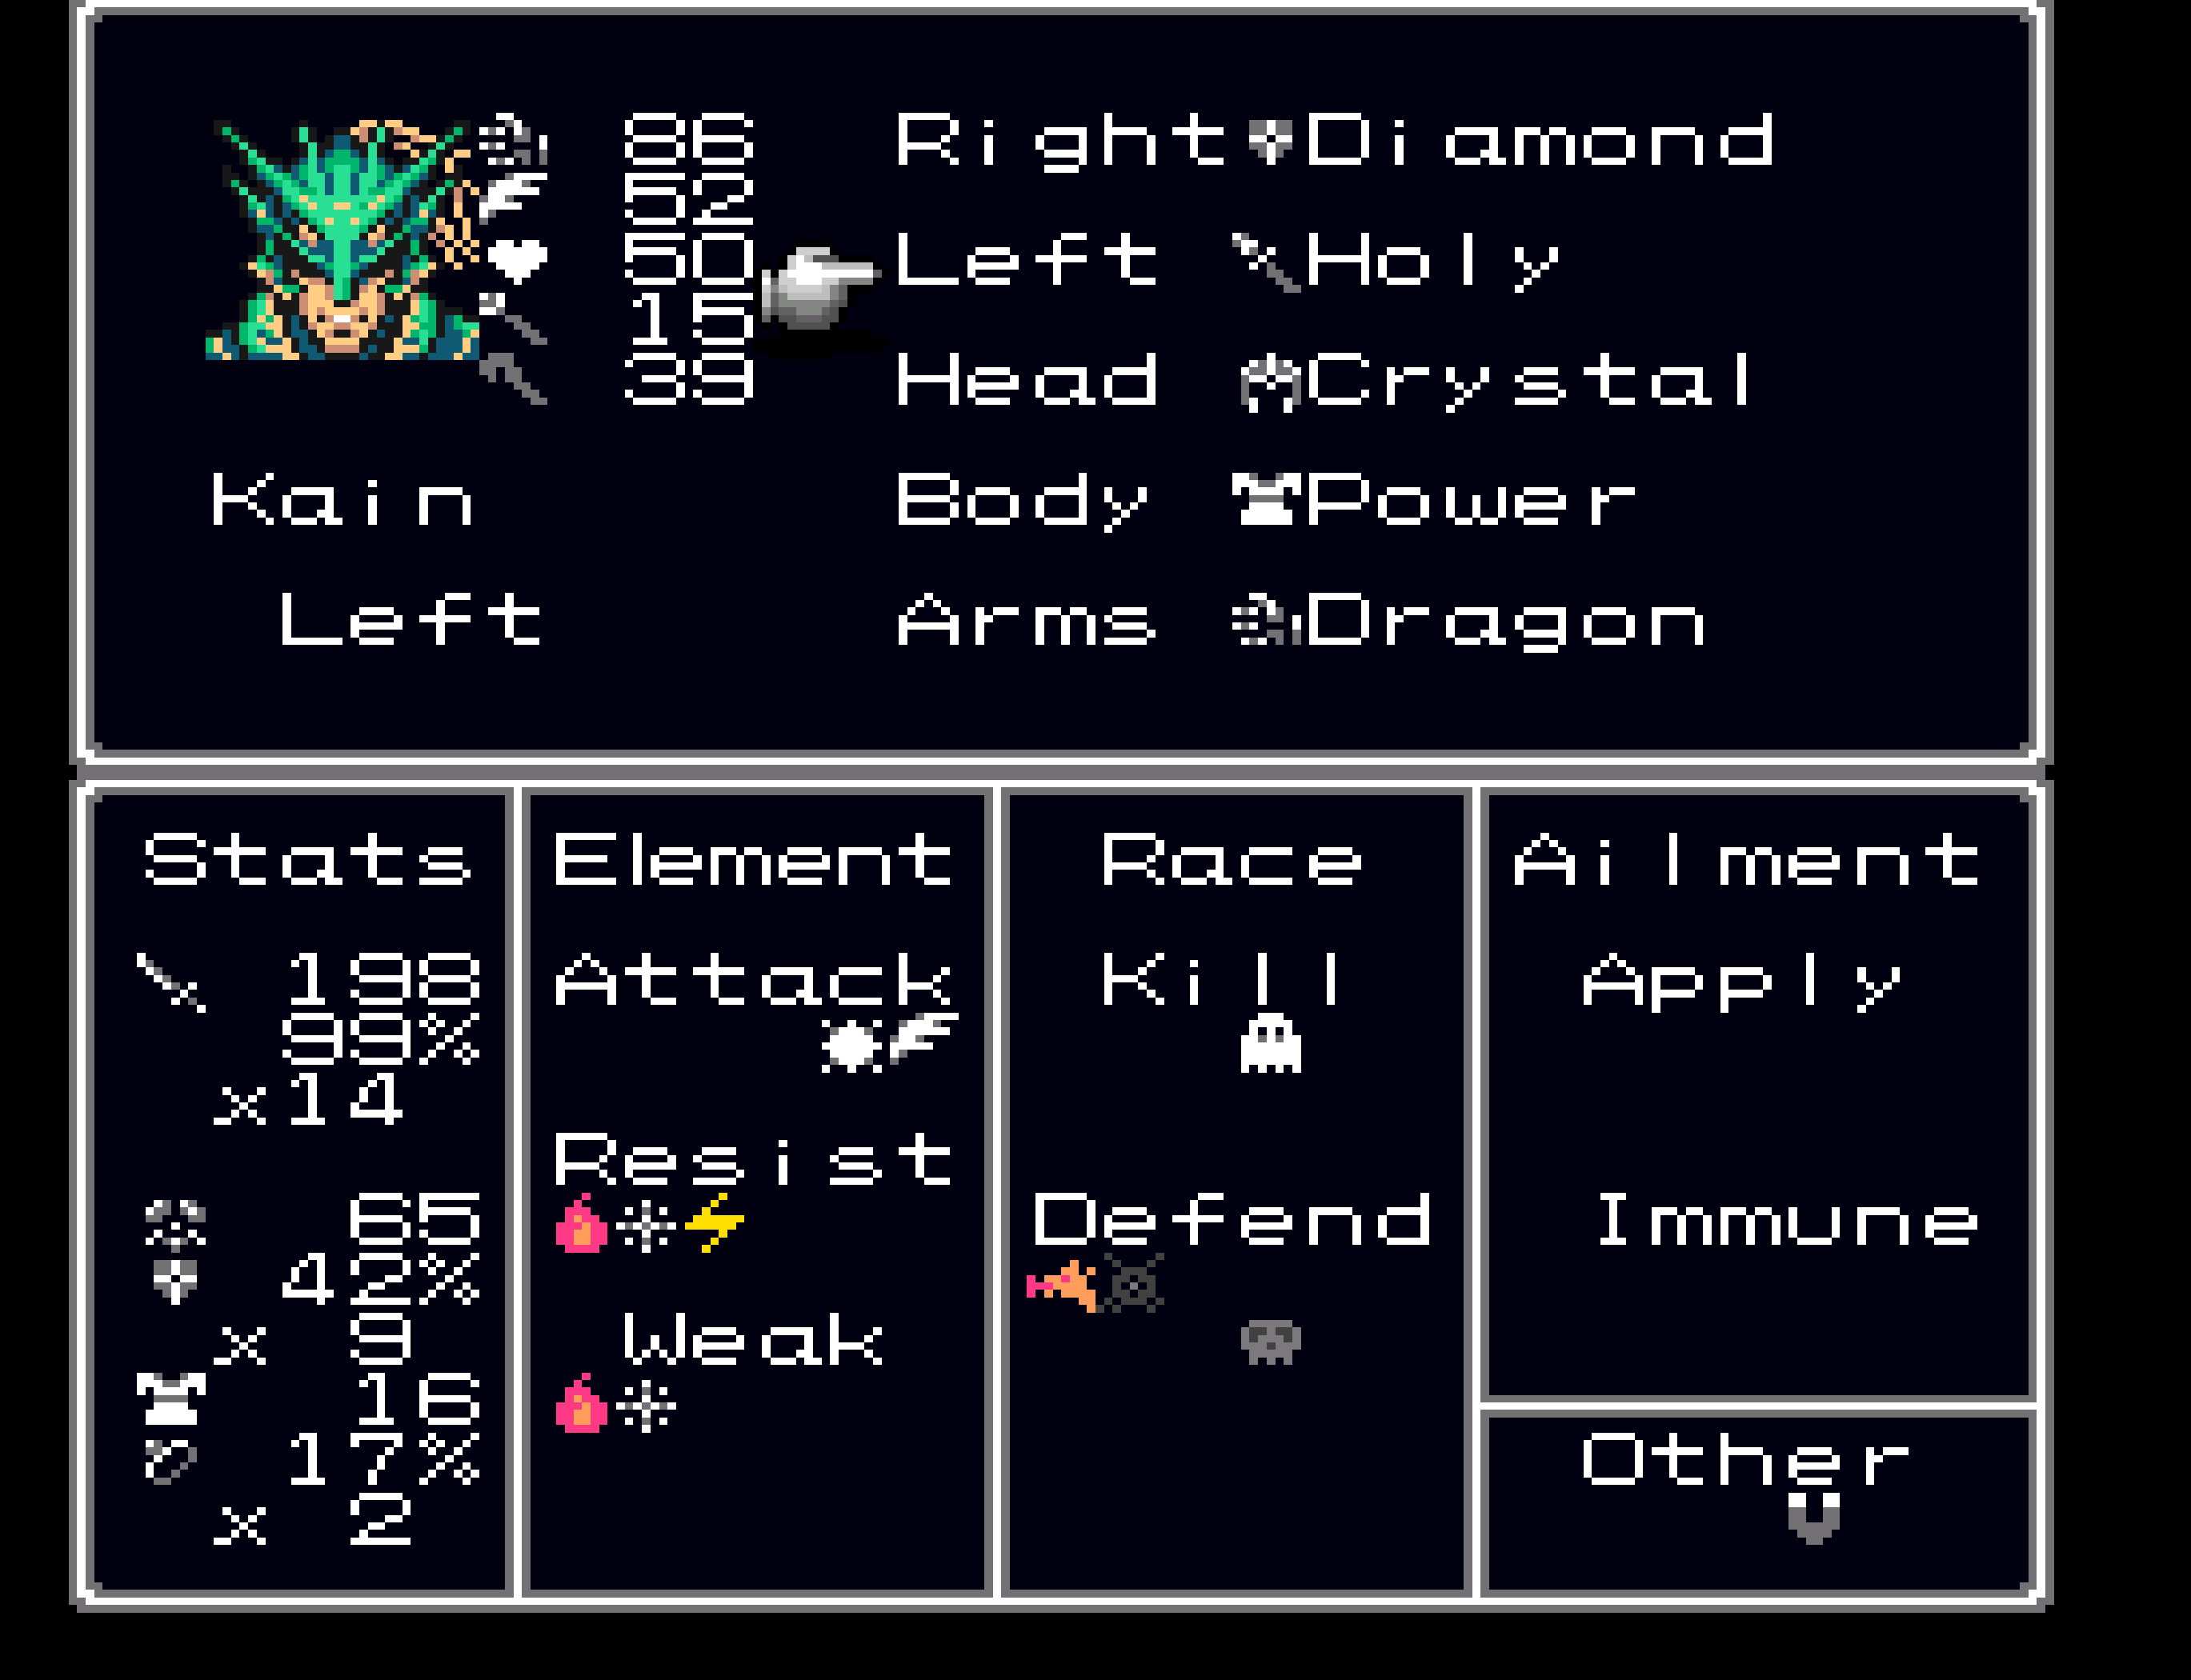 86 Right Diamond
52
50 Left Holy
15
39 Head Crystal
Kain Body Power
Left Arms Dragon
Stats Element Race Ailment
198 Attack Kill Apply
99%
x14
Resist
65 Defend Immune
42%
x 9 Weak
16
17% Other
x 2